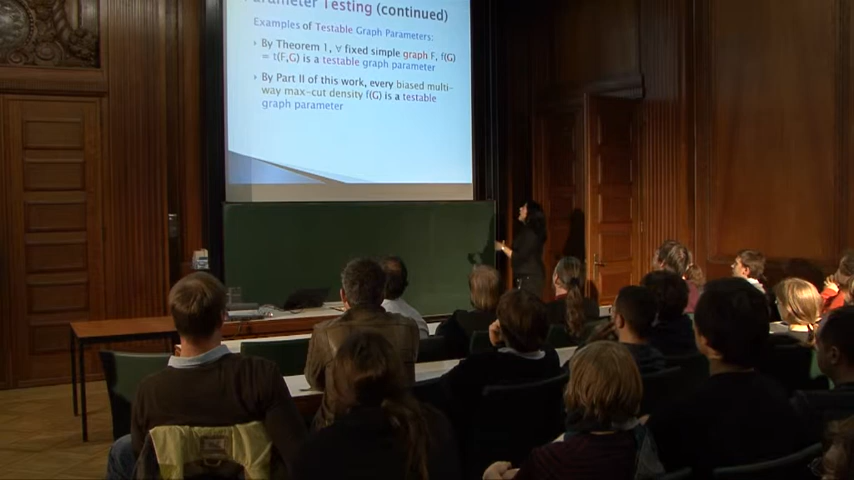 Parameter Testing (continued)
Examples of Testable Graph Parameters:
By Theorem 1, ∀ fixed simple graph F, f(G)
= t(F,G) is a testable graph parameter
By Part II of this work, every biased multi-
way max-cut density f(G) is a testable
graph parameter